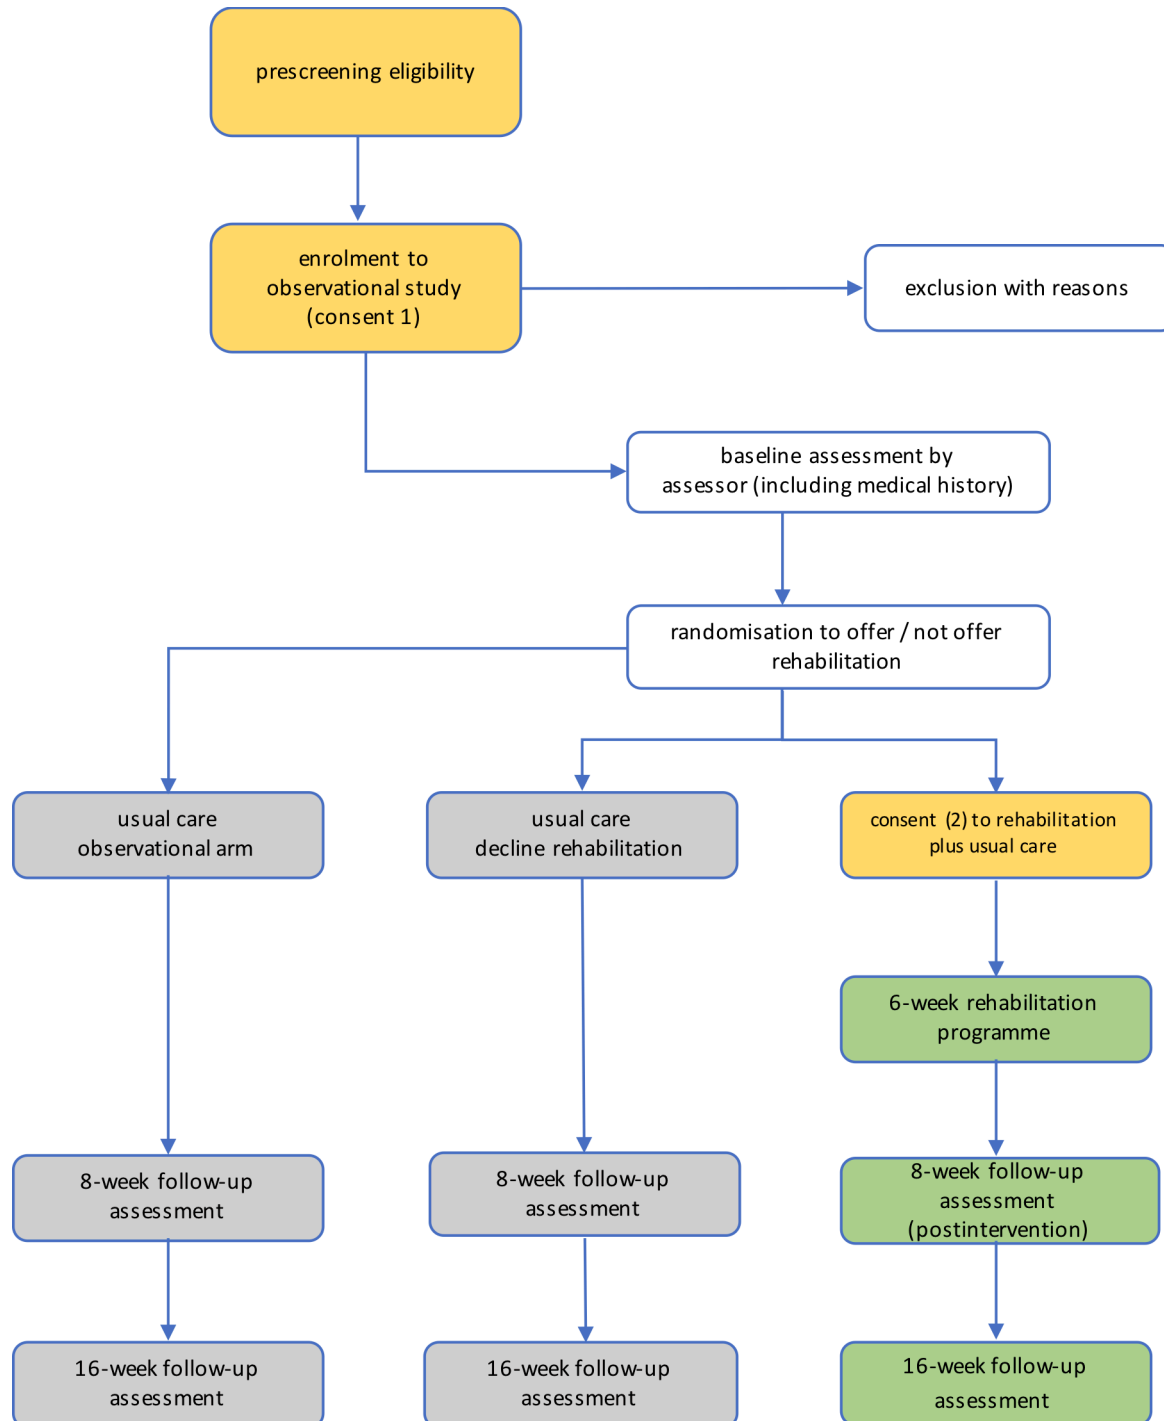 prescreening eligibility
enrolment to
observational study
(consent 1)
exclusion with reasons
baseline assessment by
assessor (including medical history)
randomisation to offer / not offer
rehabilitation
usual care
observational arm
usual care
decline rehabilitation
consent (2) to rehabilitation
plus usual care
6-week rehabilitation
programme
8-week follow-up
assessment
8-week follow-up
assessment
8-week follow-up
assessment
(postintervention)
16-week follow-up
assessment
16-week follow-up
assessment
16-week follow-up
assessment